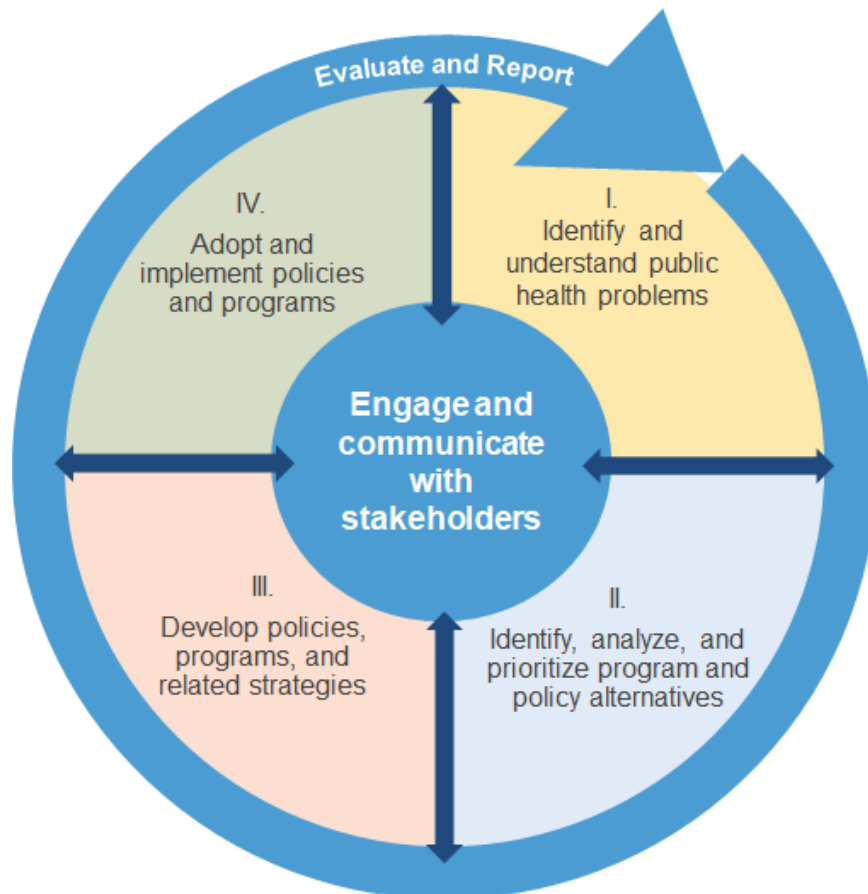 Evaluate and Report
I.
Identify and
understand public
health problems
II.
Identify, analyze, and
prioritize program and
policy alternatives
III.
Develop policies,
programs, and
related strategies
IV.
Adopt and
implement policies
and programs
Engage and
communicate
with
stakeholders